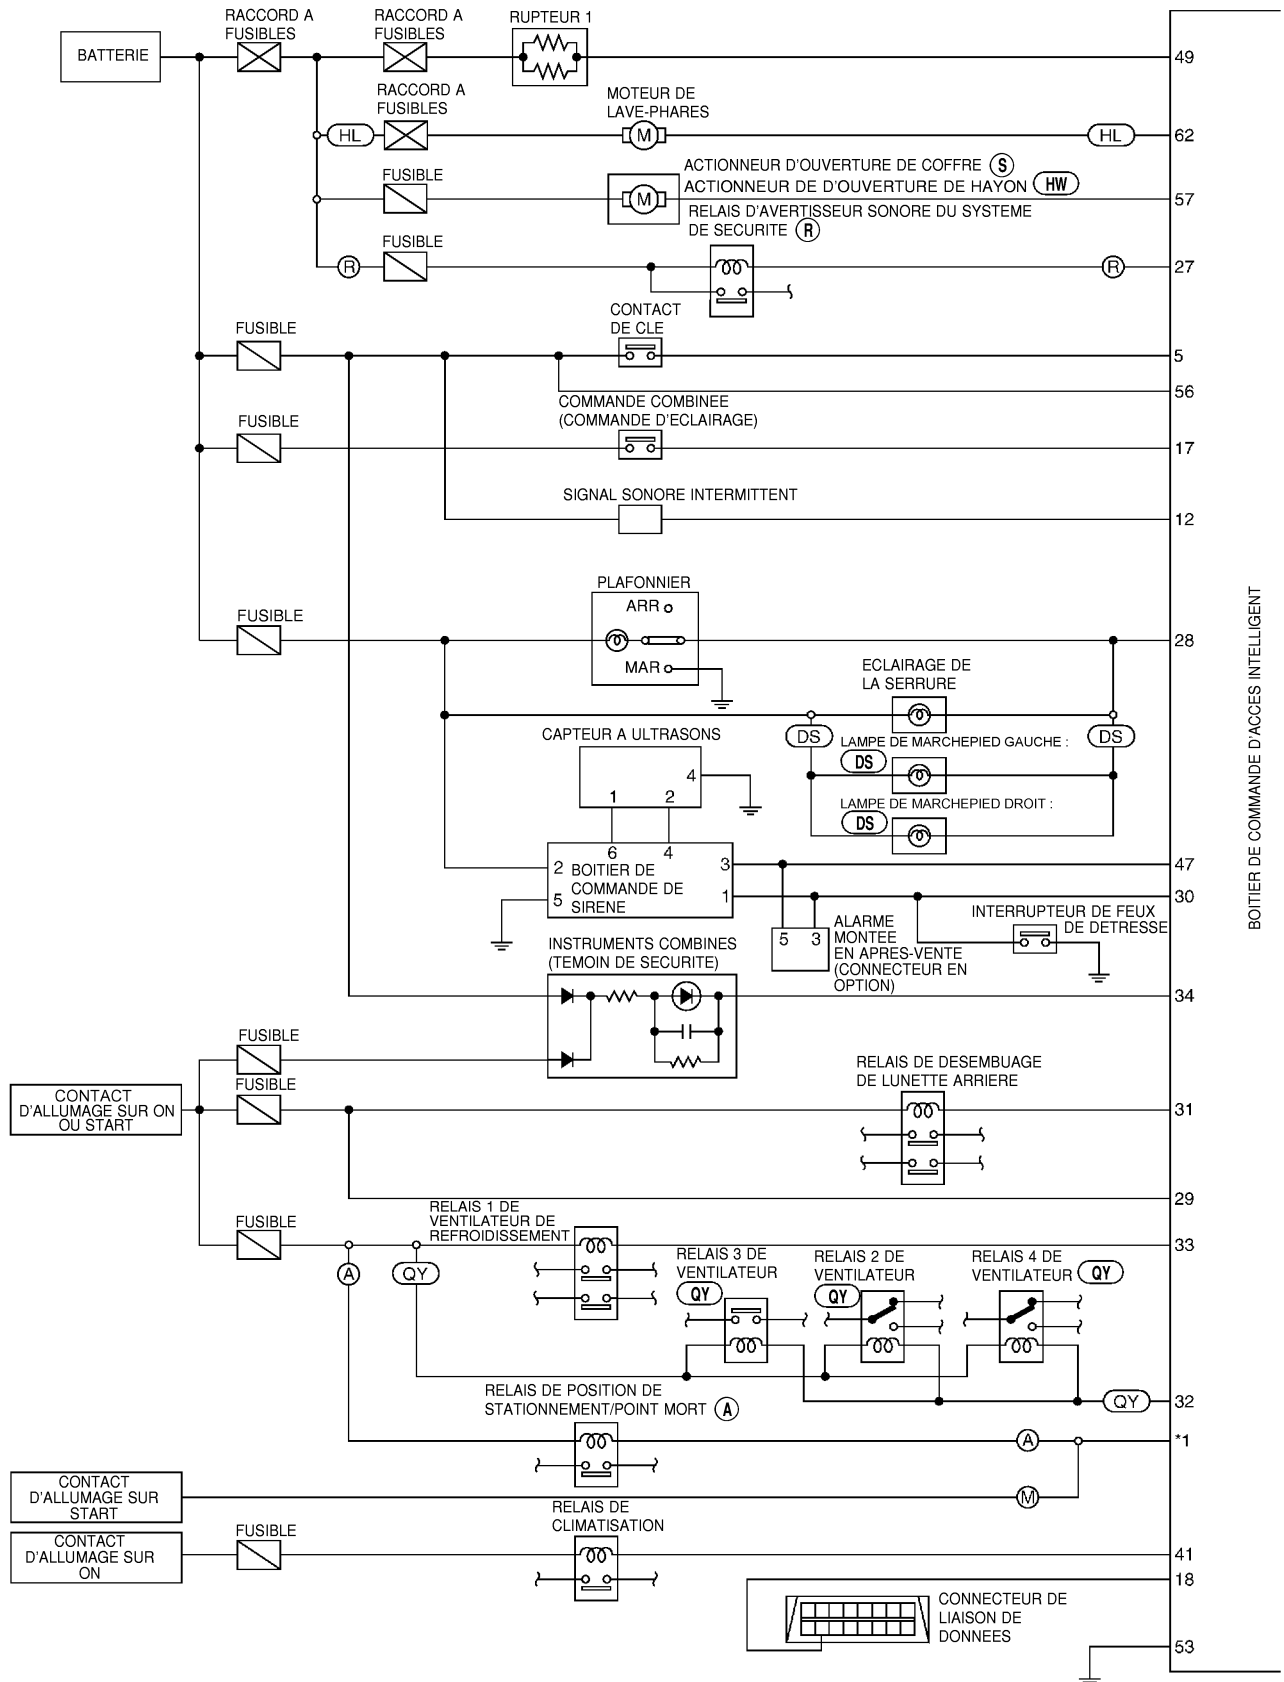 RACCORD A
FUSIBLES
RACCORD A
FUSIBLES
RUPTEUR 1
BATTERIE
49
RACCORD A
FUSIBLES
MOTEUR DE
LAVE-PHARES
HL
M
HL
62
FUSIBLE
ACTIONNEUR D'OUVERTURE DE COFFRE S
ACTIONNEUR DE D'OUVERTURE DE HAYON HW
M
57
RELAIS D'AVERTISSEUR SONORE DU SYSTEME
DE SECURITE R
FUSIBLE
R
R
27
CONTACT
DE CLE
FUSIBLE
5
56
COMMANDE COMBINEE
(COMMANDE D'ECLAIRAGE)
FUSIBLE
17
SIGNAL SONORE INTERMITTENT
12
PLAFONNIER
ARR
FUSIBLE
28
MAR
ECLAIRAGE DE
LA SERRURE
CAPTEUR A ULTRASONS
DS
DS
LAMPE DE MARCHEPIED GAUCHE :
DS
4
1 2
LAMPE DE MARCHEPIED DROIT :
DS
6 4
2 BOITIER DE
COMMANDE DE
SIRENE
3
47
5
1
30
INTERRUPTEUR DE FEUX
DE DETRESSE
5 3
ALARME
MONTEE
EN APRES-VENTE
(CONNECTEUR EN
OPTION)
INSTRUMENTS COMBINES
(TEMOIN DE SECURITE)
34
FUSIBLE
FUSIBLE
CONTACT
D'ALLUMAGE SUR ON
OU START
RELAIS DE DESEMBUAGE
DE LUNETTE ARRIERE
31
29
RELAIS 1 DE
VENTILATEUR DE
REFROIDISSEMENT
FUSIBLE
33
A
QY
RELAIS 3 DE
VENTILATEUR
QY
RELAIS 2 DE
VENTILATEUR
QY
RELAIS 4 DE
VENTILATEUR QY
RELAIS DE POSITION DE
STATIONNEMENT/POINT MORT A
QY
32
A
*1
CONTACT
D'ALLUMAGE SUR
START
M
RELAIS DE
CLIMATISATION
CONTACT
D'ALLUMAGE SUR
ON
FUSIBLE
41
18
CONNECTEUR DE
LIAISON DE
DONNEES
53
BOITIER DE COMMANDE D'ACCES INTELLIGENT